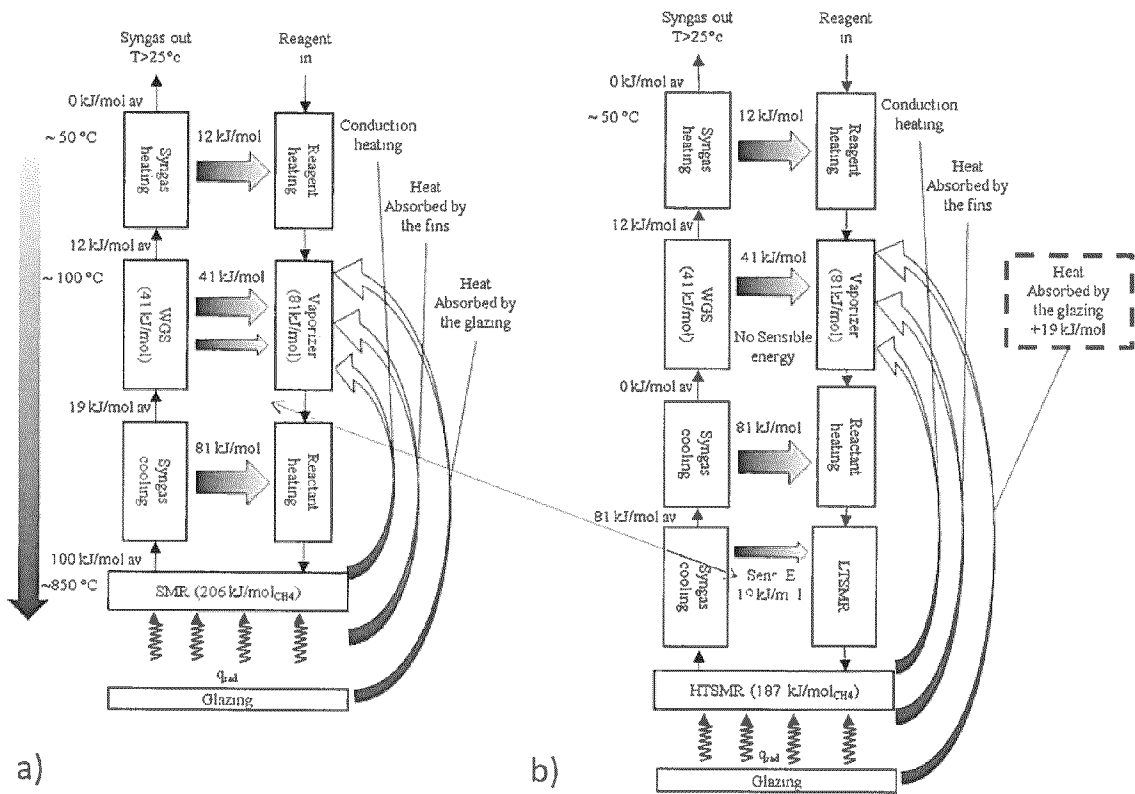 Syngas out
T>25°c
Reagent
in
0 kJ/mol av
~ 50 °C
12 kJ/mol
Syngas
heating
Reagent
heating
Conduction
heating
Heat
Absorbed by
the fins
Heat
Absorbed by
the glazing
12 kJ/mol av
~ 100 °C
41 kJ/mol
WGS
(41 kJ/mol)
Vaporizer
(81kJ/mol)
19 kJ/mol av
81 kJ/mol
Syngas
cooling
Reactant
heating
100 kJ/mol av
~850 °C
SMR (206 kJ/molCH4)
qrad
Glazing
a)
Syngas out
T>25°c
Reagent
in
0 kJ/mol av
~ 50 °C
12 kJ/mol
Syngas
heating
Reagent
heating
Conduction
heating
Heat
Absorbed by
the fins
Heat
Absorbed by
the glazing
+19 kJ/mol
12 kJ/mol av
41 kJ/mol
WGS
(41 kJ/mol)
Vaporizer
(81kJ/mol)
No Sensible
energy
0 kJ/mol av
81 kJ/mol
Syngas
cooling
Reactant
heating
81 kJ/mol av
Syngas
cooling
LTSMR
HTSMR (187 kJ/molCH4)
qrad
Glazing
b)